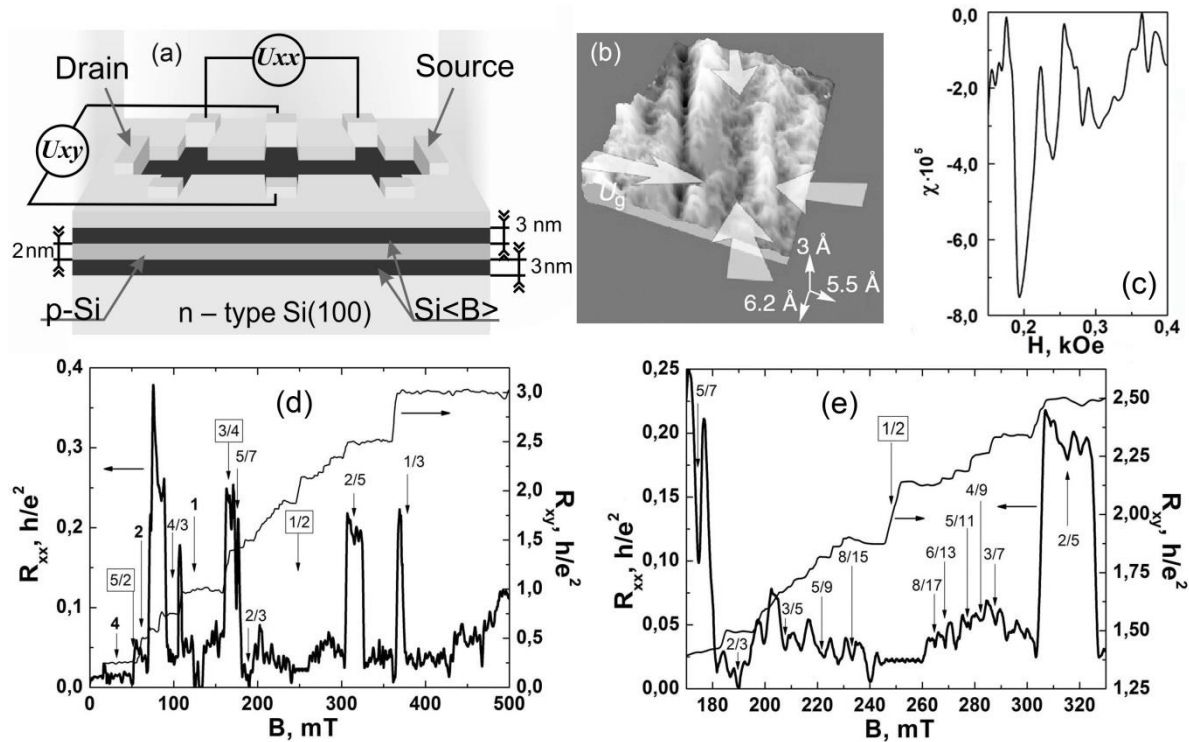 (a)
Uxx
Drain
Source
Uxy
3 nm
2nm
3nm
p-Si
n – type Si(100)
Si<B>
(b)
Ug
3 Å
5.5 Å
6.2 Å
0,0
-2,0
-4,0
-6,0
-8,0
χ·10⁵
(c)
0,2
0,3
0,4
H, kOe
0,4
0,3
0,2
0,1
0,0
Rxx, h/e²
(d)
3,0
2,5
2,0
1,5
1,0
0,5
0,0
Rxy, h/e²
3/4
5/7
2/5
1/3
4/3
1
2
5/2
4
1/2
2/3
0
100
200
300
400
500
B, mT
0,25
0,20
0,15
0,10
0,05
0,00
Rxx, h/e²
(e)
2,50
2,25
2,00
1,75
1,50
1,25
Rxy, h/e²
5/7
1/2
4/9
5/11
2/5
8/15
6/13
3/7
5/9
3/5
8/17
2/3
170
200
220
240
260
280
300
320
B, mT